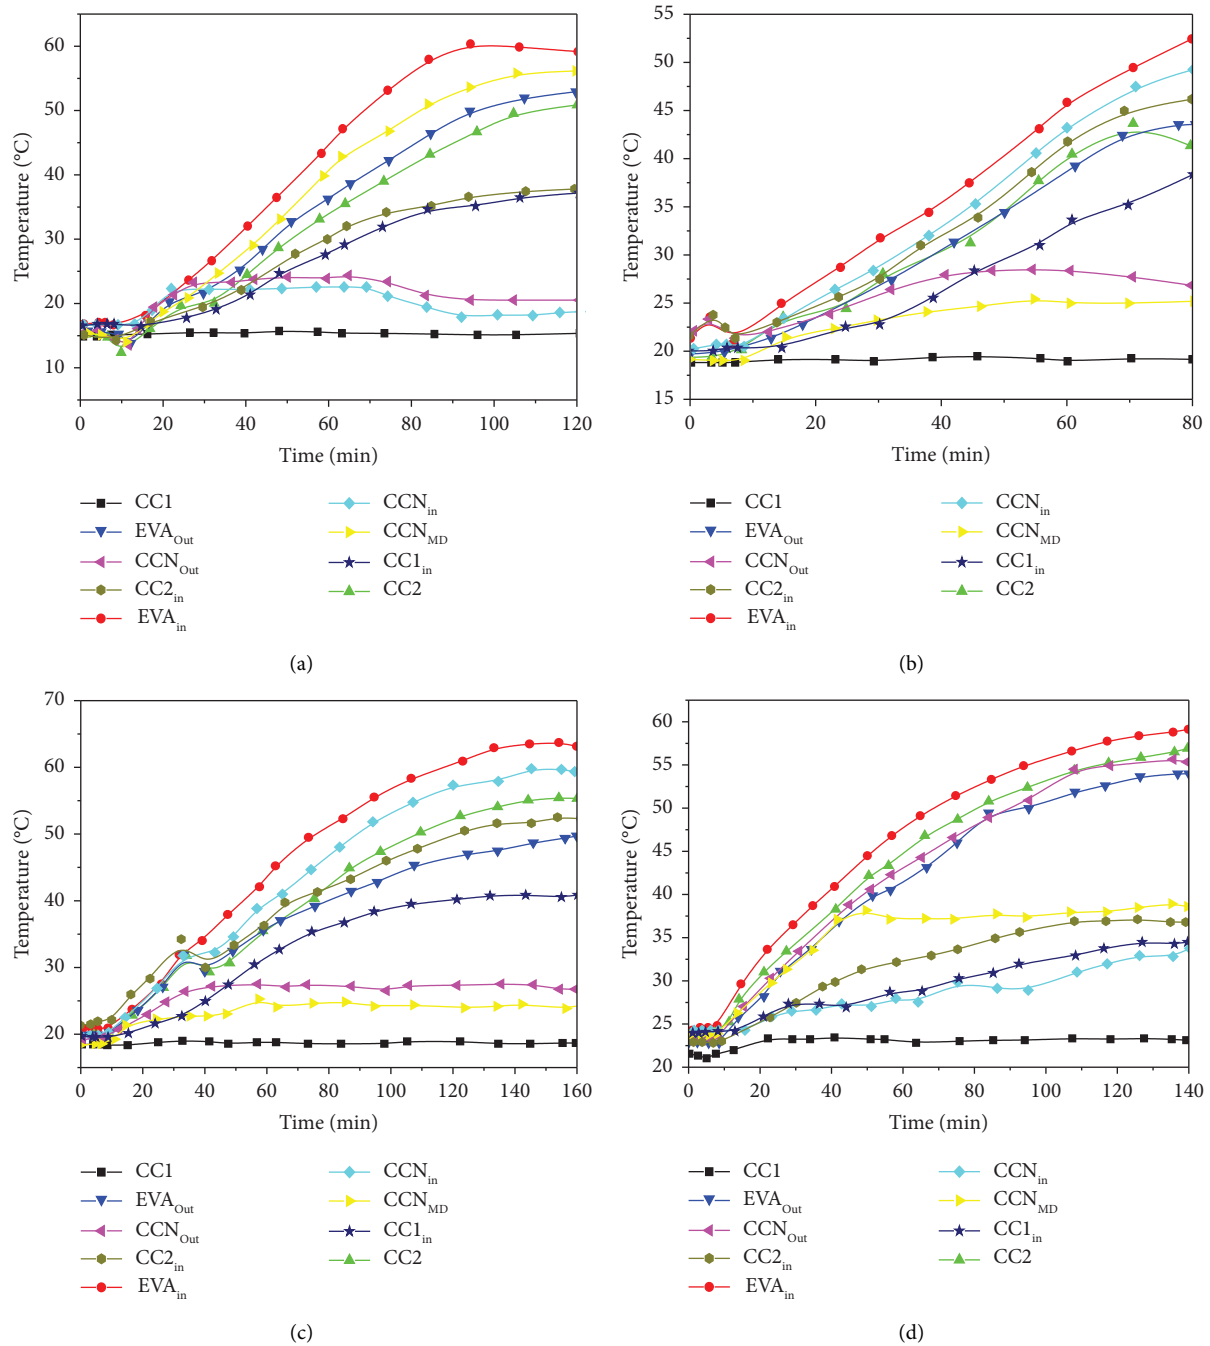 60
50
40
30
20
10
Temperature (°C)
0 20 40 60 80 100 120
Time (min)
CC1
EVA_Out
CCN_Out
CC2_in
EVA_in
CCN_in
CCN_MD
CC1_in
CC2
(a)
55
50
45
40
35
30
25
20
15
Temperature (°C)
0 20 40 60 80
Time (min)
CC1
EVA_Out
CCN_Out
CC2_in
EVA_in
CCN_in
CCN_MD
CC1_in
CC2
(b)
70
60
50
40
30
20
Temperature (°C)
0 20 40 60 80 100 120 140 160
Time (min)
CC1
EVA_Out
CCN_Out
CC2_in
EVA_in
CCN_in
CCN_MD
CC1_in
CC2
(c)
60
55
50
45
40
35
30
25
20
Temperature (°C)
0 20 40 60 80 100 120 140
Time (min)
CC1
EVA_Out
CCN_Out
CC2_in
EVA_in
CCN_in
CCN_MD
CC1_in
CC2
(d)